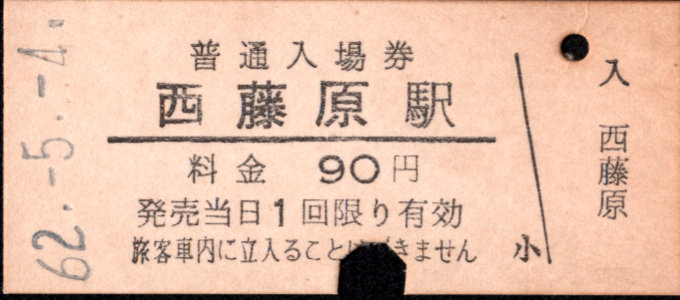 62.-5.-4.
普通入場券
西藤原駅
料金 90円
発売当日1回限り有効
旅客車内に立入ることはできません
小
入
西藤原